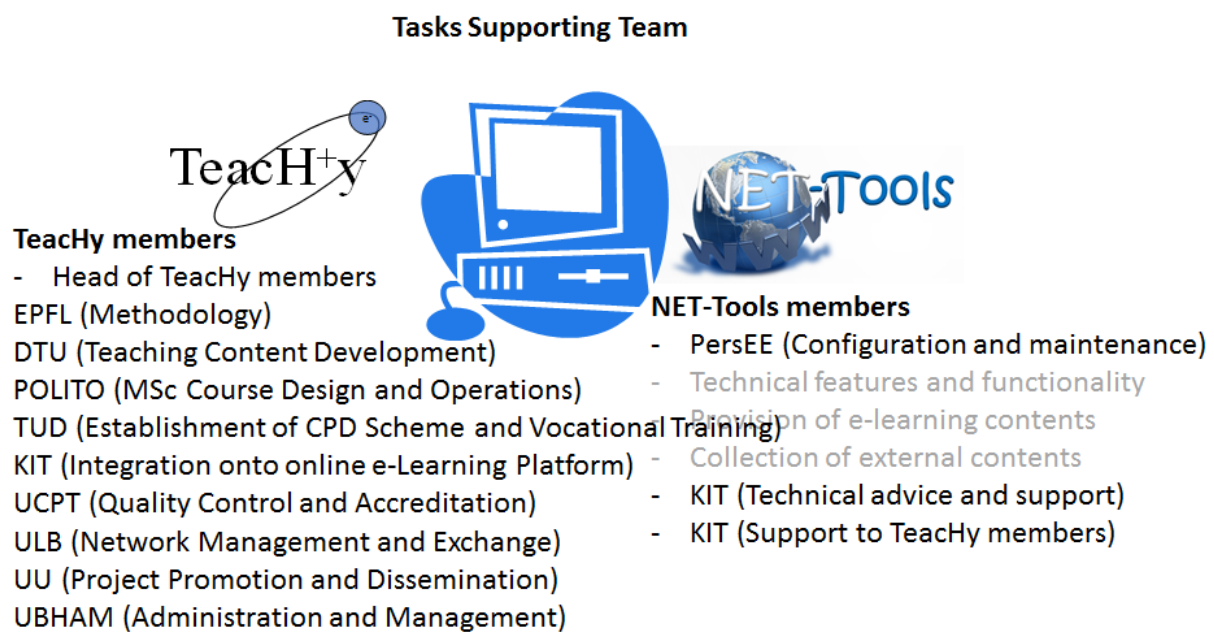 Tasks Supporting Team
e-
TeacH+y
TeacHy members
- Head of TeacHy members
EPFL (Methodology)
DTU (Teaching Content Development)
POLITO (MSc Course Design and Operations)
TUD (Establishment of CPD Scheme and Vocational Training)
KIT (Integration onto online e-Learning Platform)
UCPT (Quality Control and Accreditation)
ULB (Network Management and Exchange)
UU (Project Promotion and Dissemination)
UBHAM (Administration and Management)
NET-Tools
WWW
NET-Tools members
- PersEE (Configuration and maintenance)
- Technical features and functionality
- Provision of e-learning contents
- Collection of external contents
- KIT (Technical advice and support)
- KIT (Support to TeacHy members)